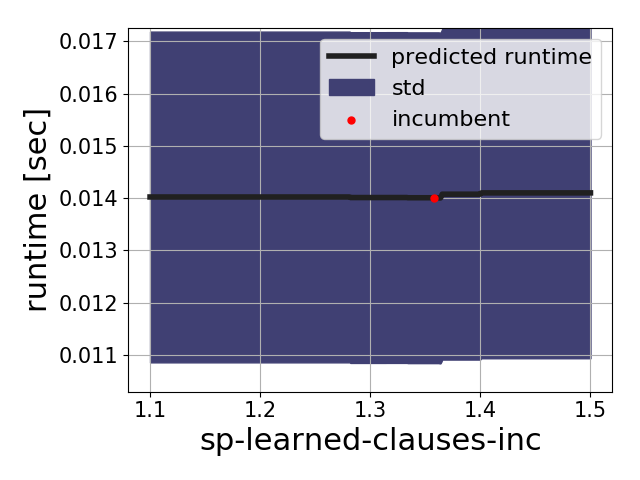 0.017
0.016
0.015
0.014
0.013
0.012
0.011
runtime [sec]
predicted runtime
std
incumbent
1.1 1.2 1.3 1.4 1.5
sp-learned-clauses-inc